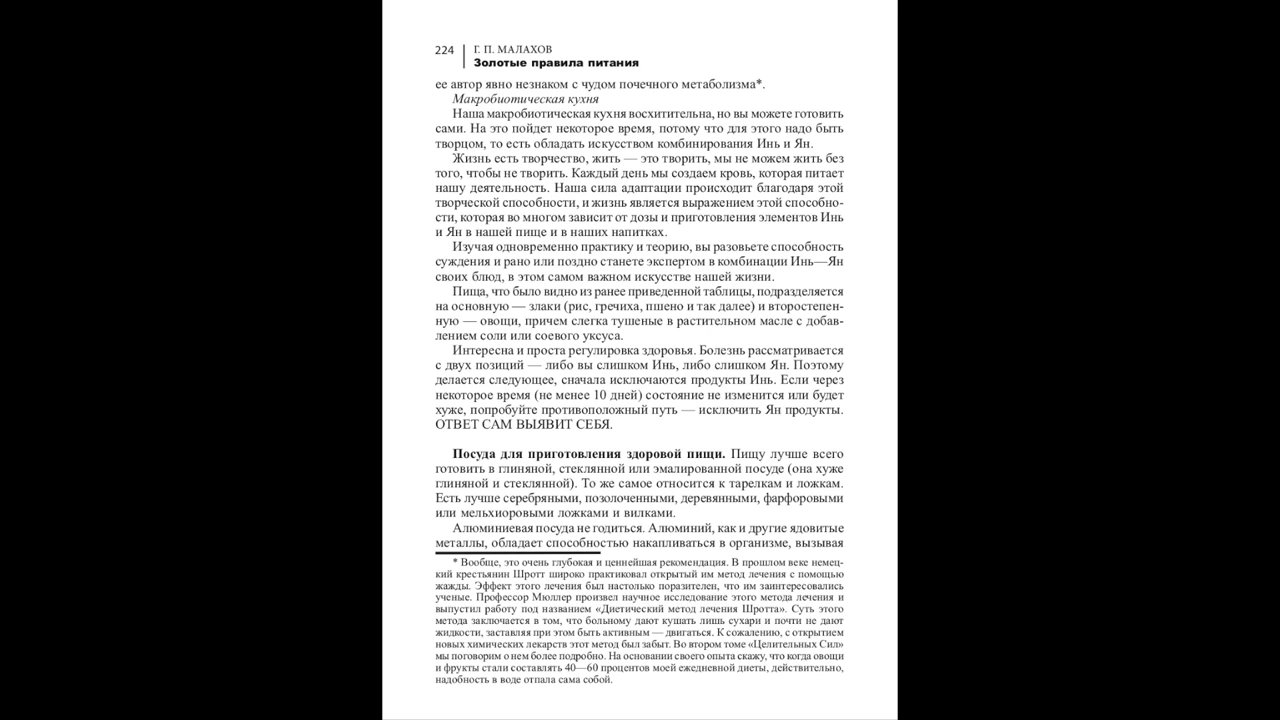 224
Г. П. МАЛАХОВ
Золотые правила питания
ее автор явно незнаком с чудом почечного метаболизма*.
Макробиотическая кухня
Наша макробиотическая кухня восхитительна, но вы можете готовить
сами. На это пойдет некоторое время, потому что для этого надо быть
творцом, то есть обладать искусством комбинирования Инь и Ян.
Жизнь есть творчество, жить — это творить, мы не можем жить без
того, чтобы не творить. Каждый день мы создаем кровь, которая питает
нашу деятельность. Наша сила адаптации происходит благодаря этой
творческой способности, и жизнь является выражением этой способно-
сти, которая во многом зависит от дозы и приготовления элементов Инь
и Ян в нашей пище и в наших напитках.
Изучая одновременно практику и теорию, вы разовьете способность
суждения и рано или поздно станете экспертом в комбинации Инь—Ян
своих блюд, в этом самом важном искусстве нашей жизни.
Пища, что было видно из ранее приведенной таблицы, подразделяется
на основную — злаки (рис, гречиха, пшено и так далее) и второстепен-
ную — овощи, причем слегка тушеные в растительном масле с добав-
лением соли или соевого уксуса.
Интересна и проста регулировка здоровья. Болезнь рассматривается
с двух позиций — либо вы слишком Инь, либо слишком Ян. Поэтому
делается следующее, сначала исключаются продукты Инь. Если через
некоторое время (не менее 10 дней) состояние не изменится или будет
хуже, попробуйте противоположный путь — исключить Ян продукты.
ОТВЕТ САМ ВЫЯВИТ СЕБЯ.
Посуда для приготовления здоровой пищи. Пищу лучше всего
готовить в глиняной, стеклянной или эмалированной посуде (она хуже
глиняной и стеклянной). То же самое относится к тарелкам и ложкам.
Есть лучше серебряными, позолоченными, деревянными, фарфоровыми
или мельхиоровыми ложками и вилками.
Алюминиевая посуда не годиться. Алюминий, как и другие ядовитые
металлы, обладает способностью накапливаться в организме, вызывая
* Вообще, это очень глубокая и ценнейшая рекомендация. В прошлом веке немец-
кий крестьянин Шротт широко практиковал открытый им метод лечения с помощью
жажды. Эффект этого лечения был настолько поразителен, что им заинтересовались
ученые. Профессор Мюллер произвел научное исследование этого метода лечения и
выпустил работу под названием «Диетический метод лечения Шротта». Суть этого
метода заключается в том, что больному дают кушать лишь сухари и почти не дают
жидкости, заставляя при этом быть активным — двигаться. К сожалению, с открытием
новых химических лекарств этот метод был забыт. Во втором томе «Целительных Сил»
мы поговорим о нем более подробно. На основании своего опыта скажу, что когда овощи
и фрукты стали составлять 40—60 процентов моей ежедневной диеты, действительно,
надобность в воде отпала сама собой.